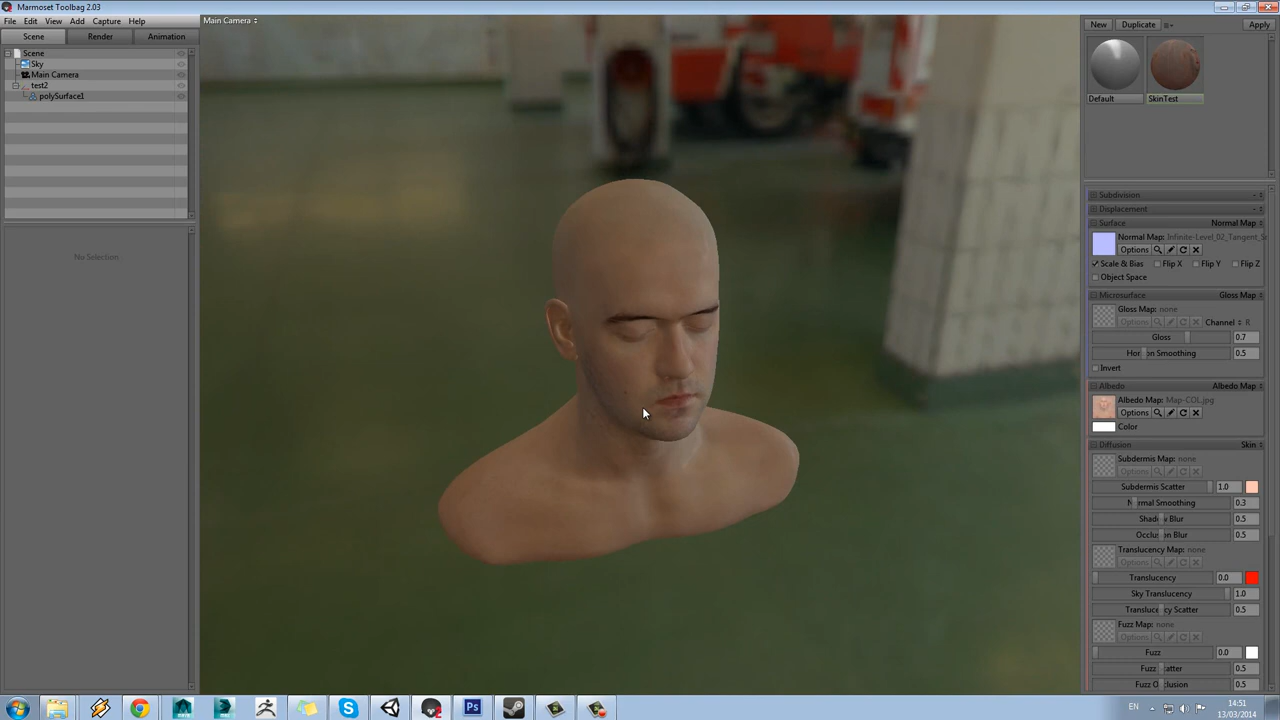 Marmoset Toolbag 2.03
File Edit View Add Capture Help
Scene Render Animation
Scene
Sky
Main Camera
test2
polySurface1
No Selection.
Main Camera
New Duplicate Apply
Default SkinTest
Subdivision
Displacement
Surface Normal Map
Normal Map: Infinite-Level_02_Tangent_S
Options
Scale & Bias Flip X Flip Y Flip Z
Object Space
Microsurface Gloss Map
Gloss Map: none
Options Channel R
Gloss 0.7
Smoothing 0.5
Invert
Albedo Albedo Map
Albedo Map: Map-COL.jpg
Options
Color
Diffusion Skin
Subdermis Map: none
Options
Subdermis Scatter 1.0
Smoothing 0.3
Blur 0.5
Blur 0.5
Translucency Map: none
Options
Translucency 0.0
Sky Translucency 1.0
Scatter 0.5
Fuzz Map: none
Options
Fuzz 0.0
Fuzz 0.5
Fuzz 0.5
Ps
EN 14:51
13/03/2014